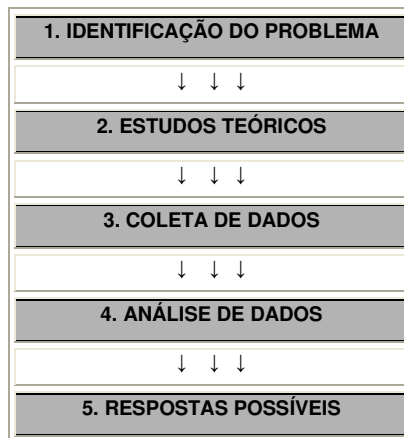 1. IDENTIFICAÇÃO DO PROBLEMA
↓ ↓ ↓
2. ESTUDOS TEÓRICOS
↓ ↓ ↓
3. COLETA DE DADOS
↓ ↓ ↓
4. ANÁLISE DE DADOS
↓ ↓ ↓
5. RESPOSTAS POSSÍVEIS